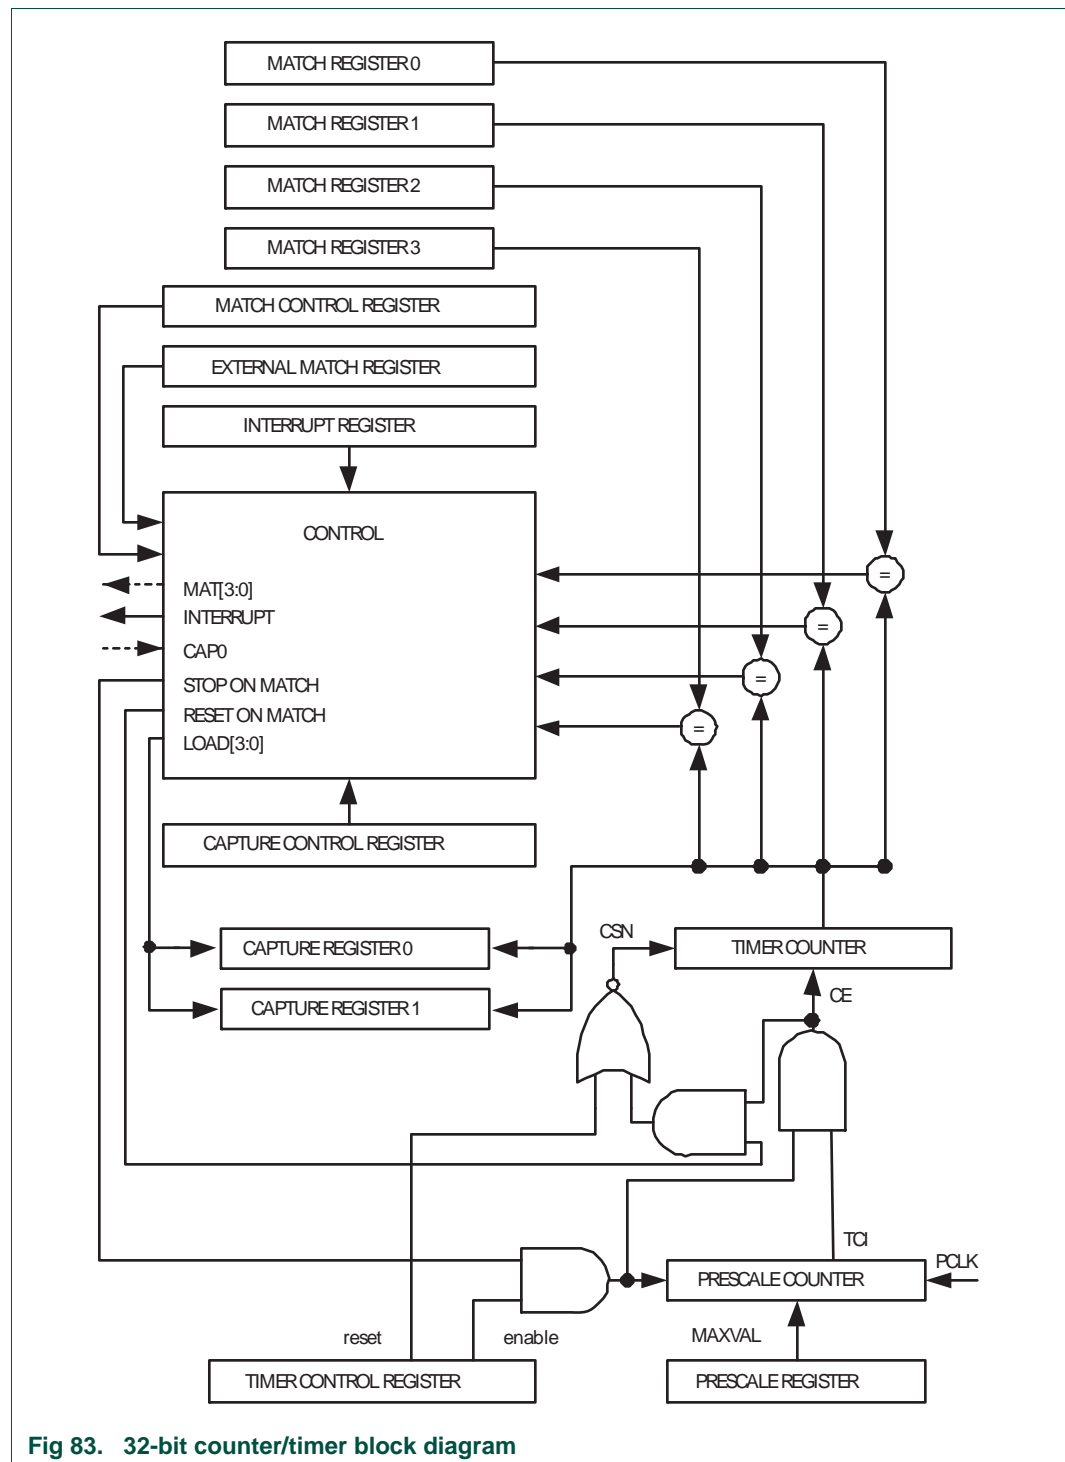 MATCH REGISTER 0
MATCH REGISTER 1
MATCH REGISTER 2
MATCH REGISTER 3
MATCH CONTROL REGISTER
EXTERNAL MATCH REGISTER
INTERRUPT REGISTER
CONTROL
=
MAT[3:0]
INTERRUPT
=
CAP0
STOP ON MATCH
=
RESET ON MATCH
=
LOAD[3:0]
CAPTURE CONTROL REGISTER
CSN
CAPTURE REGISTER 0
TIMER COUNTER
CE
CAPTURE REGISTER 1
TCI
PCLK
PRESCALE COUNTER
reset
enable
MAXVAL
TIMER CONTROL REGISTER
PRESCALE REGISTER
Fig 83. 32-bit counter/timer block diagram